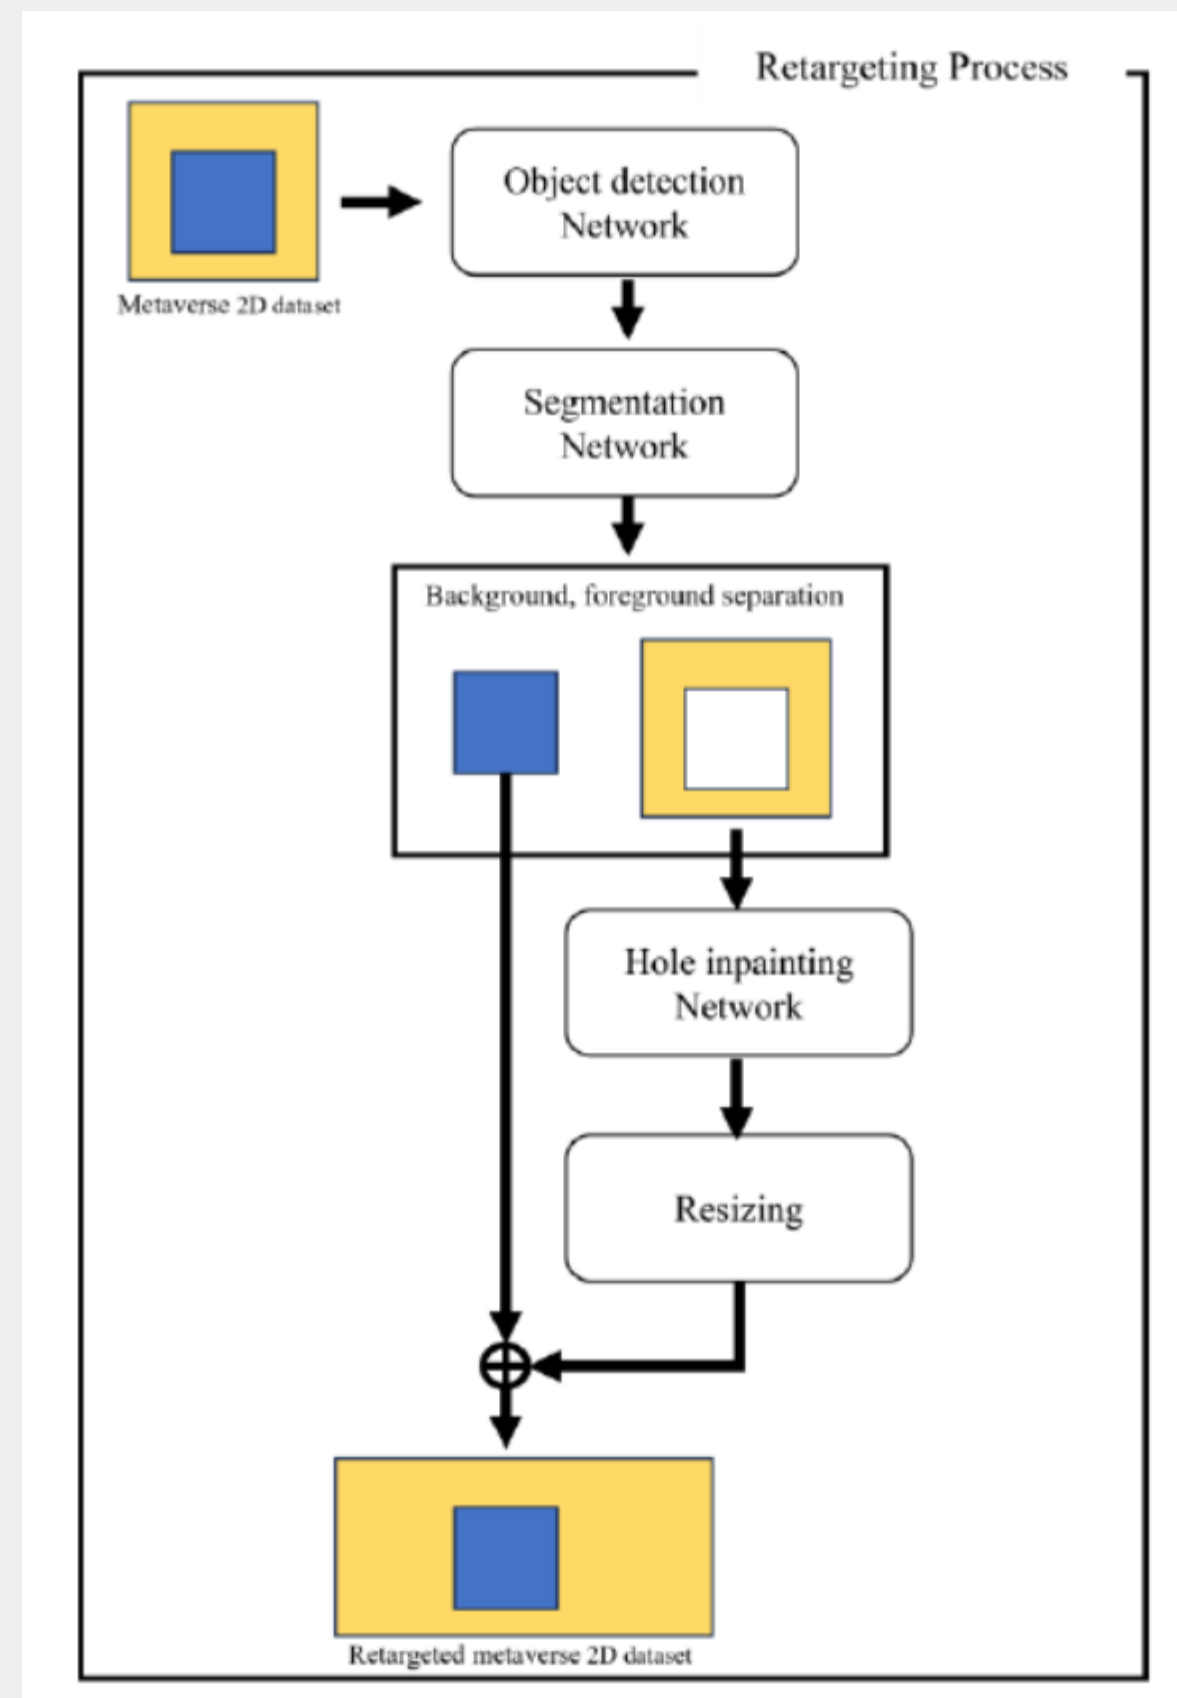 Retargeting Process
Object detection
Network
Metaverse 2D dataset
Segmentation
Network
Background, foreground separation
Hole inpainting
Network
Resizing
Retargeted metaverse 2D dataset